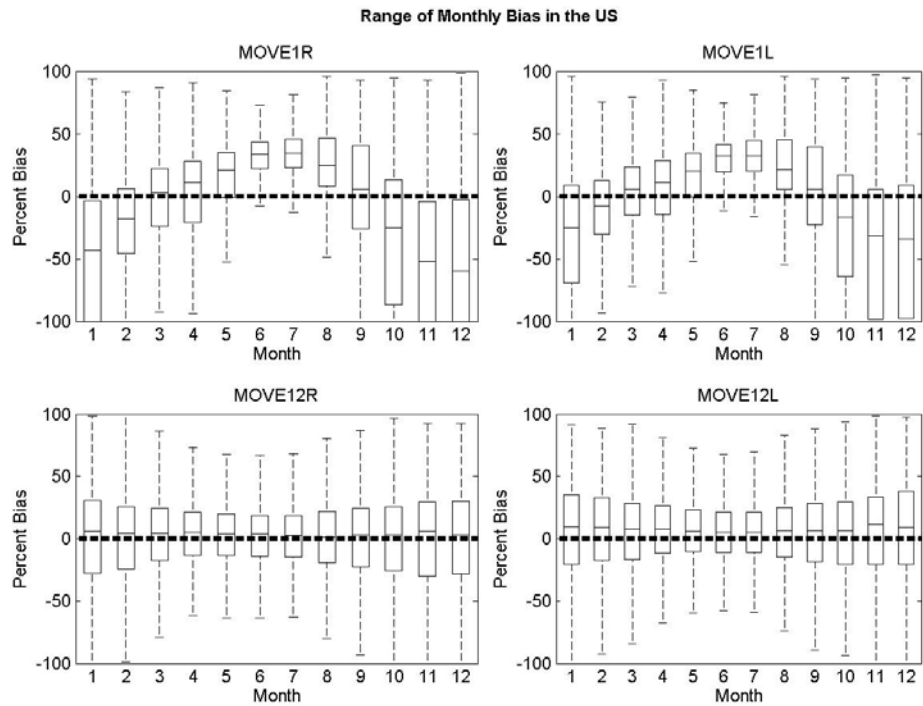 Range of Monthly Bias in the US
MOVE1R
Percent Bias
100
50
0
-50
-100
1 2 3 4 5 6 7 8 9 10 11 12
Month
MOVE1L
Percent Bias
100
50
0
-50
-100
1 2 3 4 5 6 7 8 9 10 11 12
Month
MOVE12R
Percent Bias
100
50
0
-50
-100
1 2 3 4 5 6 7 8 9 10 11 12
Month
MOVE12L
Percent Bias
100
50
0
-50
-100
1 2 3 4 5 6 7 8 9 10 11 12
Month